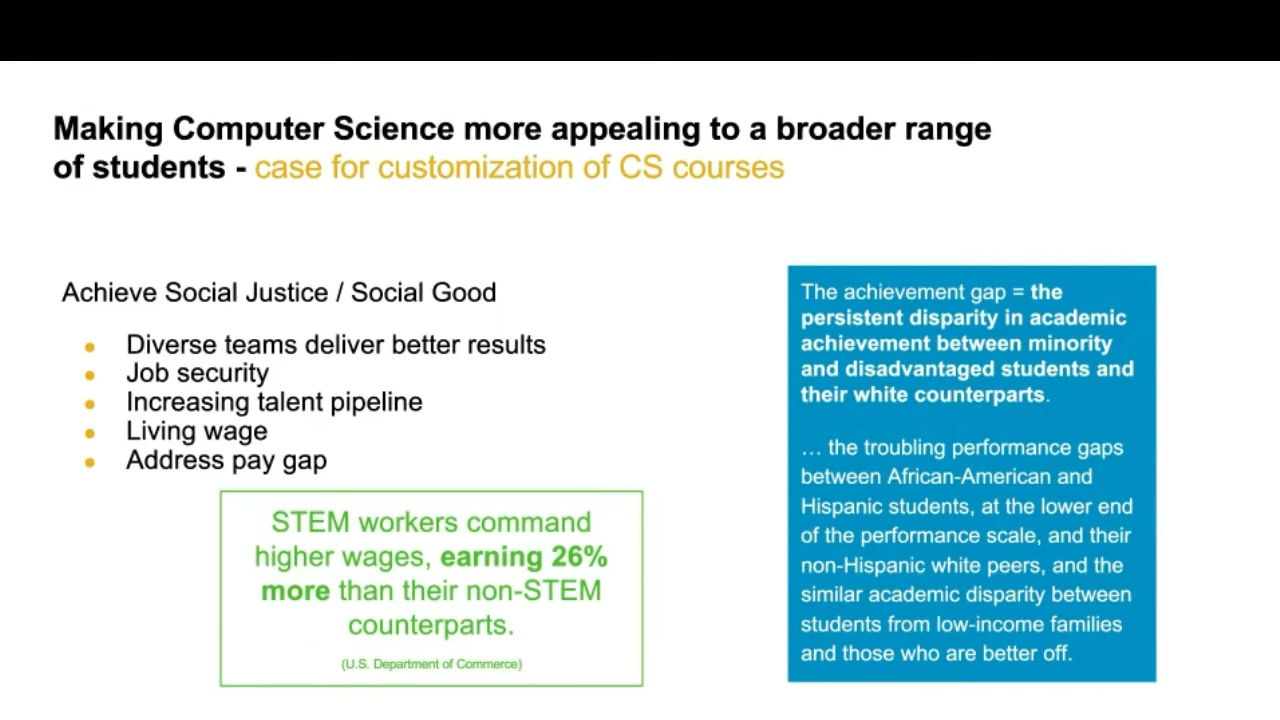 Making Computer Science more appealing to a broader range
of students - case for customization of CS courses
Achieve Social Justice / Social Good
● Diverse teams deliver better results
● Job security
● Increasing talent pipeline
● Living wage
● Address pay gap
STEM workers command
higher wages, earning 26%
more than their non-STEM
counterparts.
(U.S. Department of Commerce)
The achievement gap = the
persistent disparity in academic
achievement between minority
and disadvantaged students and
their white counterparts.
… the troubling performance gaps
between African-American and
Hispanic students, at the lower end
of the performance scale, and their
non-Hispanic white peers, and the
similar academic disparity between
students from low-income families
and those who are better off.